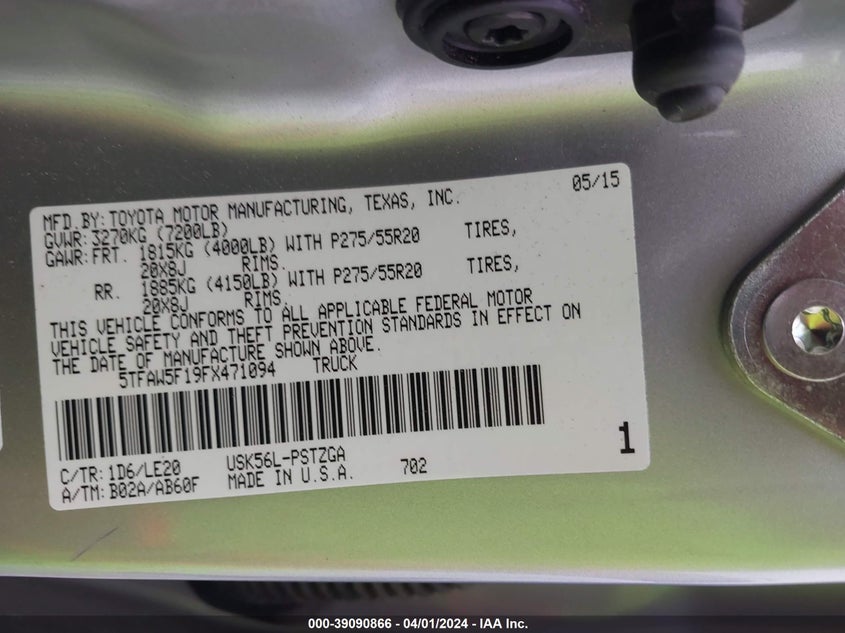 05/15
MFD.BY: TOYOTA MOTOR MANUFACTURING, TEXAS, INC.
GVWR: 3270KG (7200LB)
GAWR: FRT. 1815KG (4000LB) WITH P275/55R20 TIRES,
20X8J RIMS.
RR. 1885KG (4150LB) WITH P275/55R20 TIRES,
20X8J RIMS.
THIS VEHICLE CONFORMS TO ALL APPLICABLE FEDERAL MOTOR
VEHICLE SAFETY AND THEFT PREVENTION STANDARDS IN EFFECT ON
THE DATE OF MANUFACTURE SHOWN ABOVE.
5TFAW5F19FX471094 TRUCK
C/TR: 1D6/LE20 USK56L-PSTZGA
A/TM: B02A/AB60F MADE IN U.S.A. 702
1
000-39090866 - 04/01/2024 - IAA Inc.